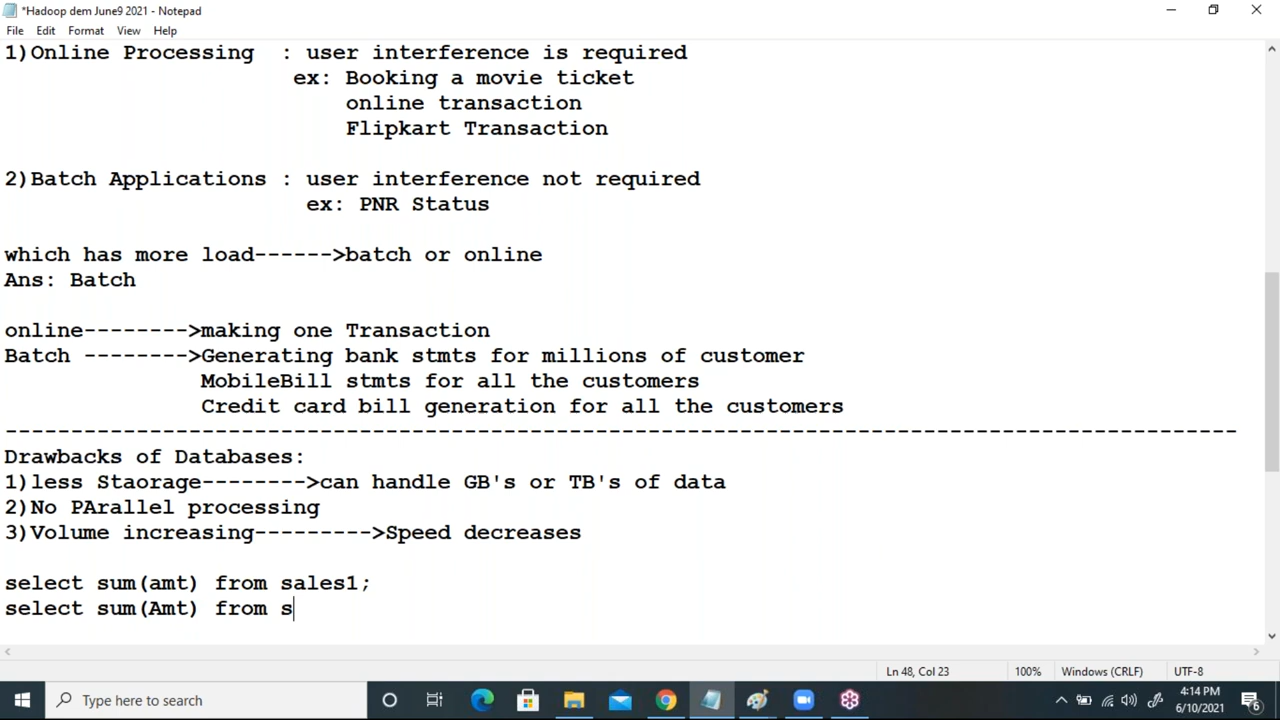 *Hadoop dem June9 2021 - Notepad
File Edit Format View Help
1)Online Processing : user interference is required
ex: Booking a movie ticket
online transaction
Flipkart Transaction
2)Batch Applications : user interference not required
ex: PNR Status
which has more load------>batch or online
Ans: Batch
online-------->making one Transaction
Batch -------->Generating bank stmts for millions of customer
MobileBill stmts for all the customers
Credit card bill generation for all the customers
----------------------------------------------------------------------------------------------
Drawbacks of Databases:
1)less Staorage-------->can handle GB's or TB's of data
2)No PArallel processing
3)Volume increasing--------->Speed decreases
select sum(amt) from sales1;
select sum(Amt) from s
Ln 48, Col 23 100% Windows (CRLF) UTF-8
Type here to search
4:14 PM
6/10/2021
6